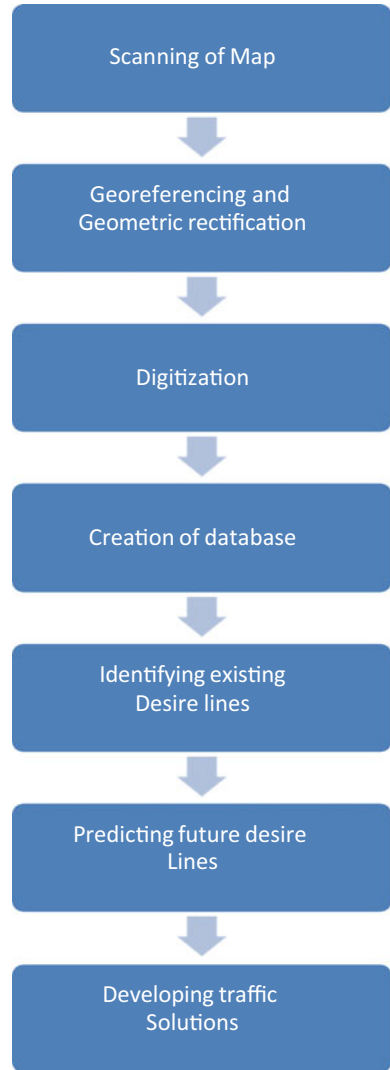 Scanning of Map
Georeferencing and
Geometric rectification
Digitization
Creation of database
Identifying existing
Desire lines
Predicting future desire
Lines
Developing traffic
Solutions